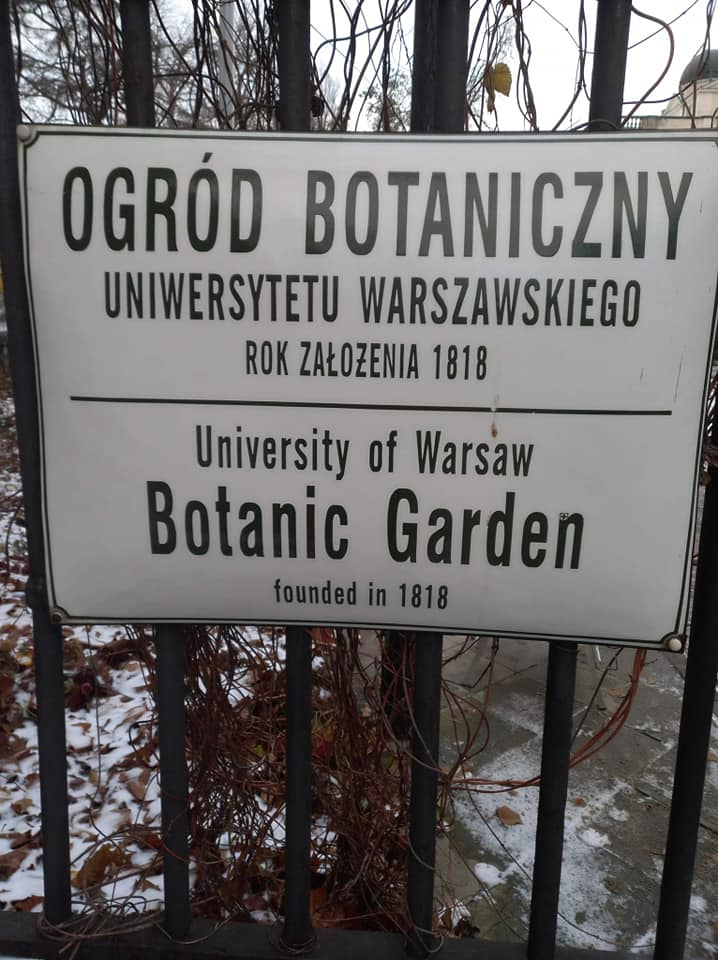 OGRÓD BOTANICZNY
UNIWERSYTETU WARSZAWSKIEGO
ROK ZAŁOŻENIA 1818
University of Warsaw
Botanic Garden
founded in 1818